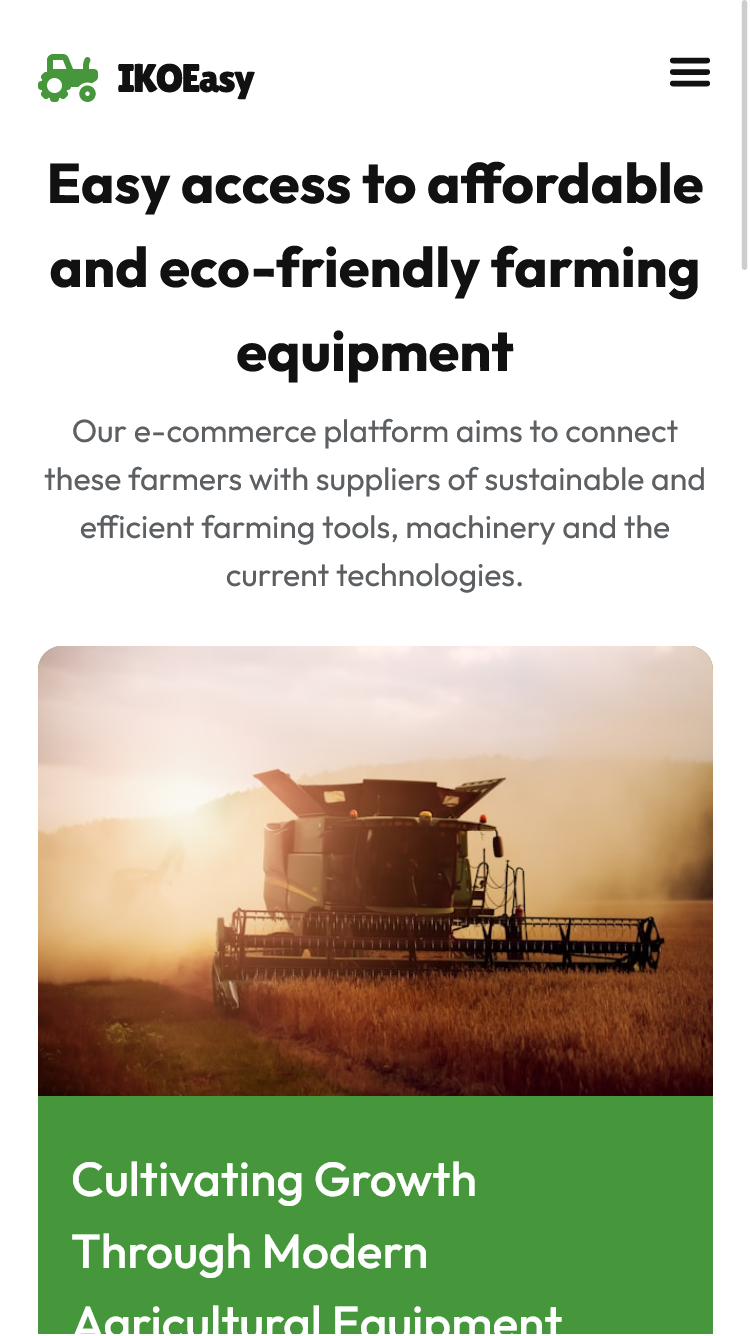 IKOEasy
Easy access to affordable
and eco-friendly farming
equipment
Our e-commerce platform aims to connect
these farmers with suppliers of sustainable and
efficient farming tools, machinery and the
current technologies.
Cultivating Growth
Through Modern
Agricultural Equipment